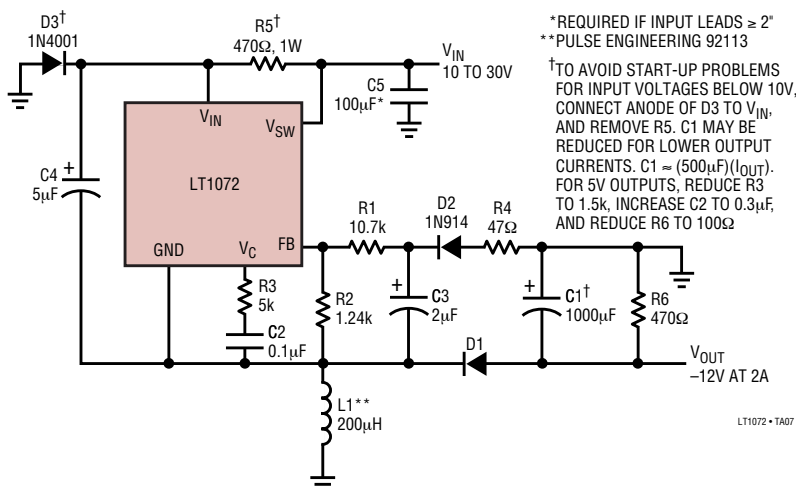 D3†
1N4001
R5†
470Ω, 1W
VIN
10 TO 30V
C5
100µF*
*REQUIRED IF INPUT LEADS ≥ 2"
**PULSE ENGINEERING 92113
†TO AVOID START-UP PROBLEMS
FOR INPUT VOLTAGES BELOW 10V,
CONNECT ANODE OF D3 TO VIN,
AND REMOVE R5. C1 MAY BE
REDUCED FOR LOWER OUTPUT
CURRENTS. C1 ≈ (500µF)(IOUT).
FOR 5V OUTPUTS, REDUCE R3
TO 1.5k, INCREASE C2 TO 0.3µF,
AND REDUCE R6 TO 100Ω
VIN
VSW
LT1072
GND
VC
FB
C4
+
5µF
R1
10.7k
D2
1N914
R4
47Ω
R3
5k
C2
0.1µF
R2
1.24k
+
C3
2µF
+
C1†
1000µF
R6
470Ω
D1
VOUT
–12V AT 2A
L1**
200µH
LT1072 • TA07